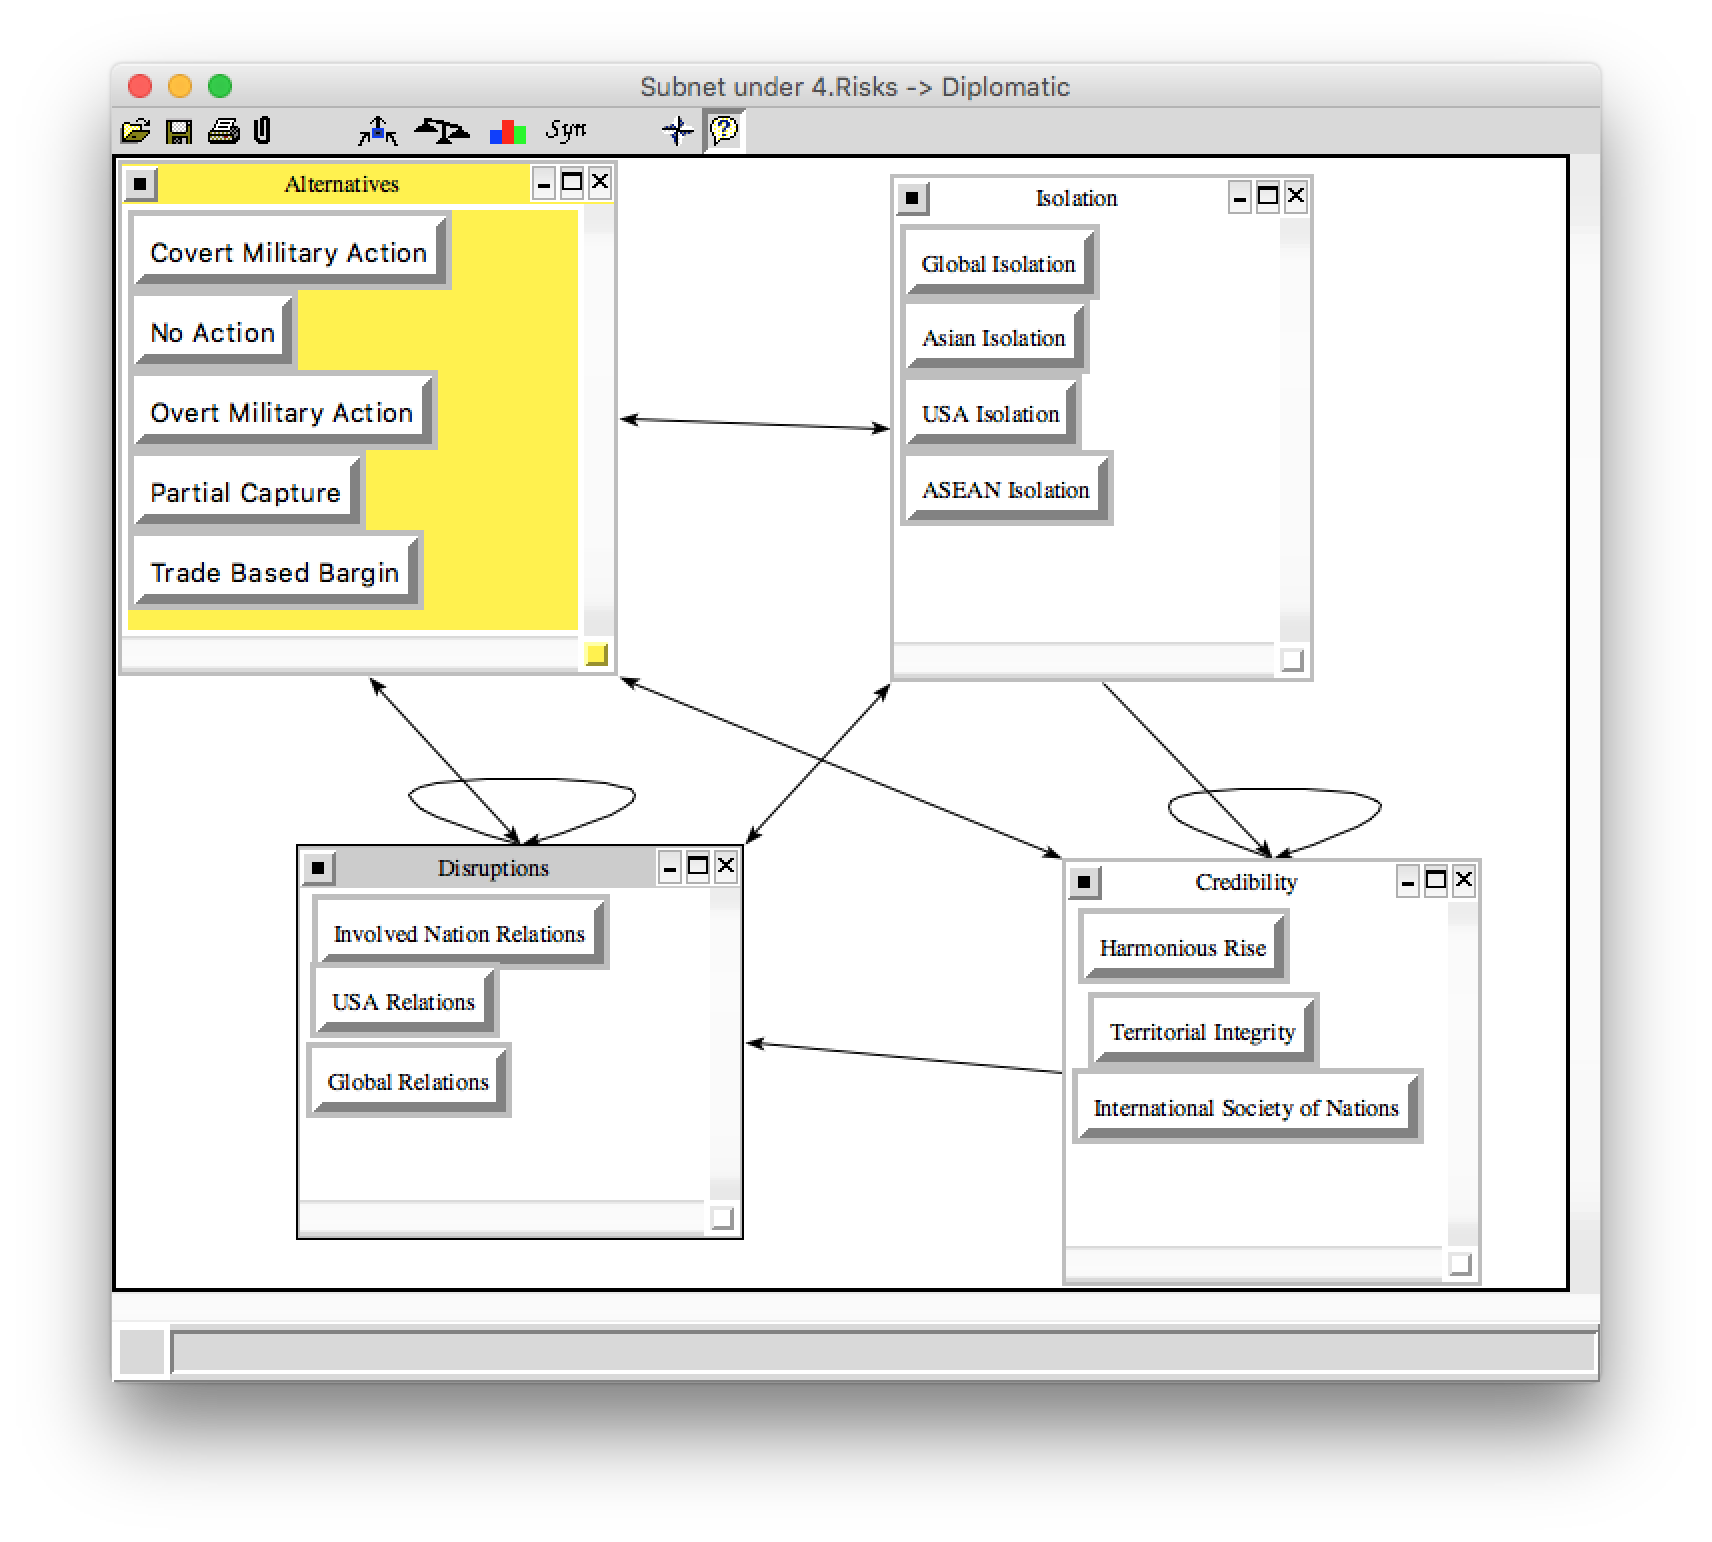 Subnet under 4.Risks -> Diplomatic
Syn
Alternatives
Covert Military Action
No Action
Overt Military Action
Partial Capture
Trade Based Bargin
Isolation
Global Isolation
Asian Isolation
USA Isolation
ASEAN Isolation
Disruptions
Involved Nation Relations
USA Relations
Global Relations
Credibility
Harmonious Rise
Territorial Integrity
International Society of Nations